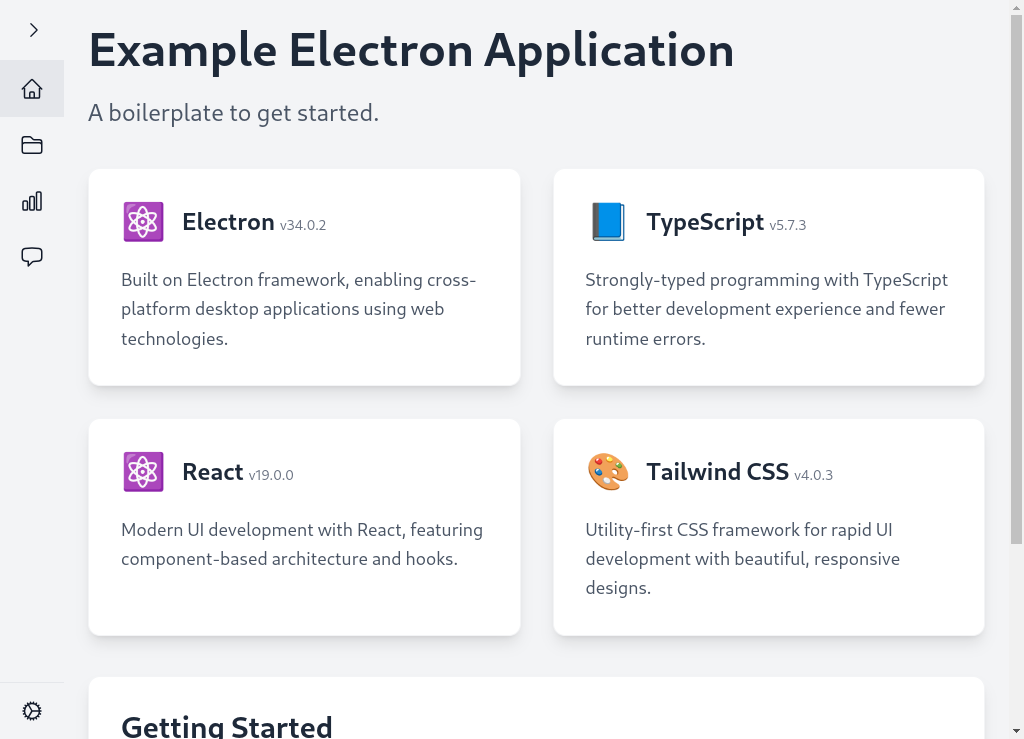 Example Electron Application
A boilerplate to get started.
Electron v34.0.2
Built on Electron framework, enabling cross-
platform desktop applications using web
technologies.
TypeScript v5.7.3
Strongly-typed programming with TypeScript
for better development experience and fewer
runtime errors.
React v19.0.0
Modern UI development with React, featuring
component-based architecture and hooks.
Tailwind CSS v4.0.3
Utility-first CSS framework for rapid UI
development with beautiful, responsive
designs.
Getting Started